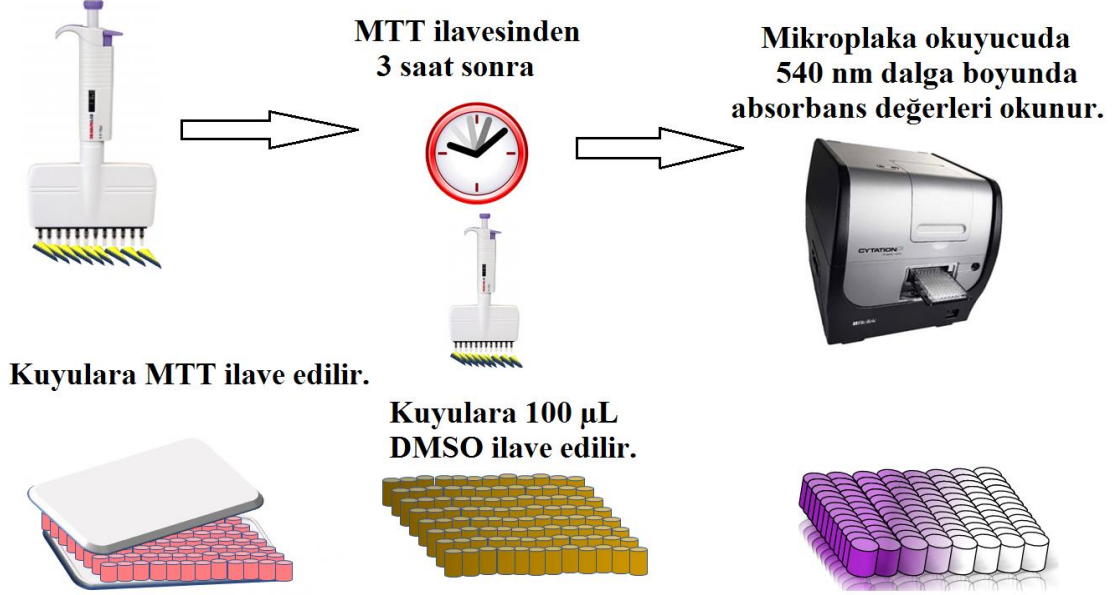 MTT ilavesinden
3 saat sonra
Mikroplaka okuyucuda
540 nm dalga boyunda
absorbans değerleri okunur.
CYTATION
Kuyulara MTT ilave edilir.
Kuyulara 100 µL
DMSO ilave edilir.